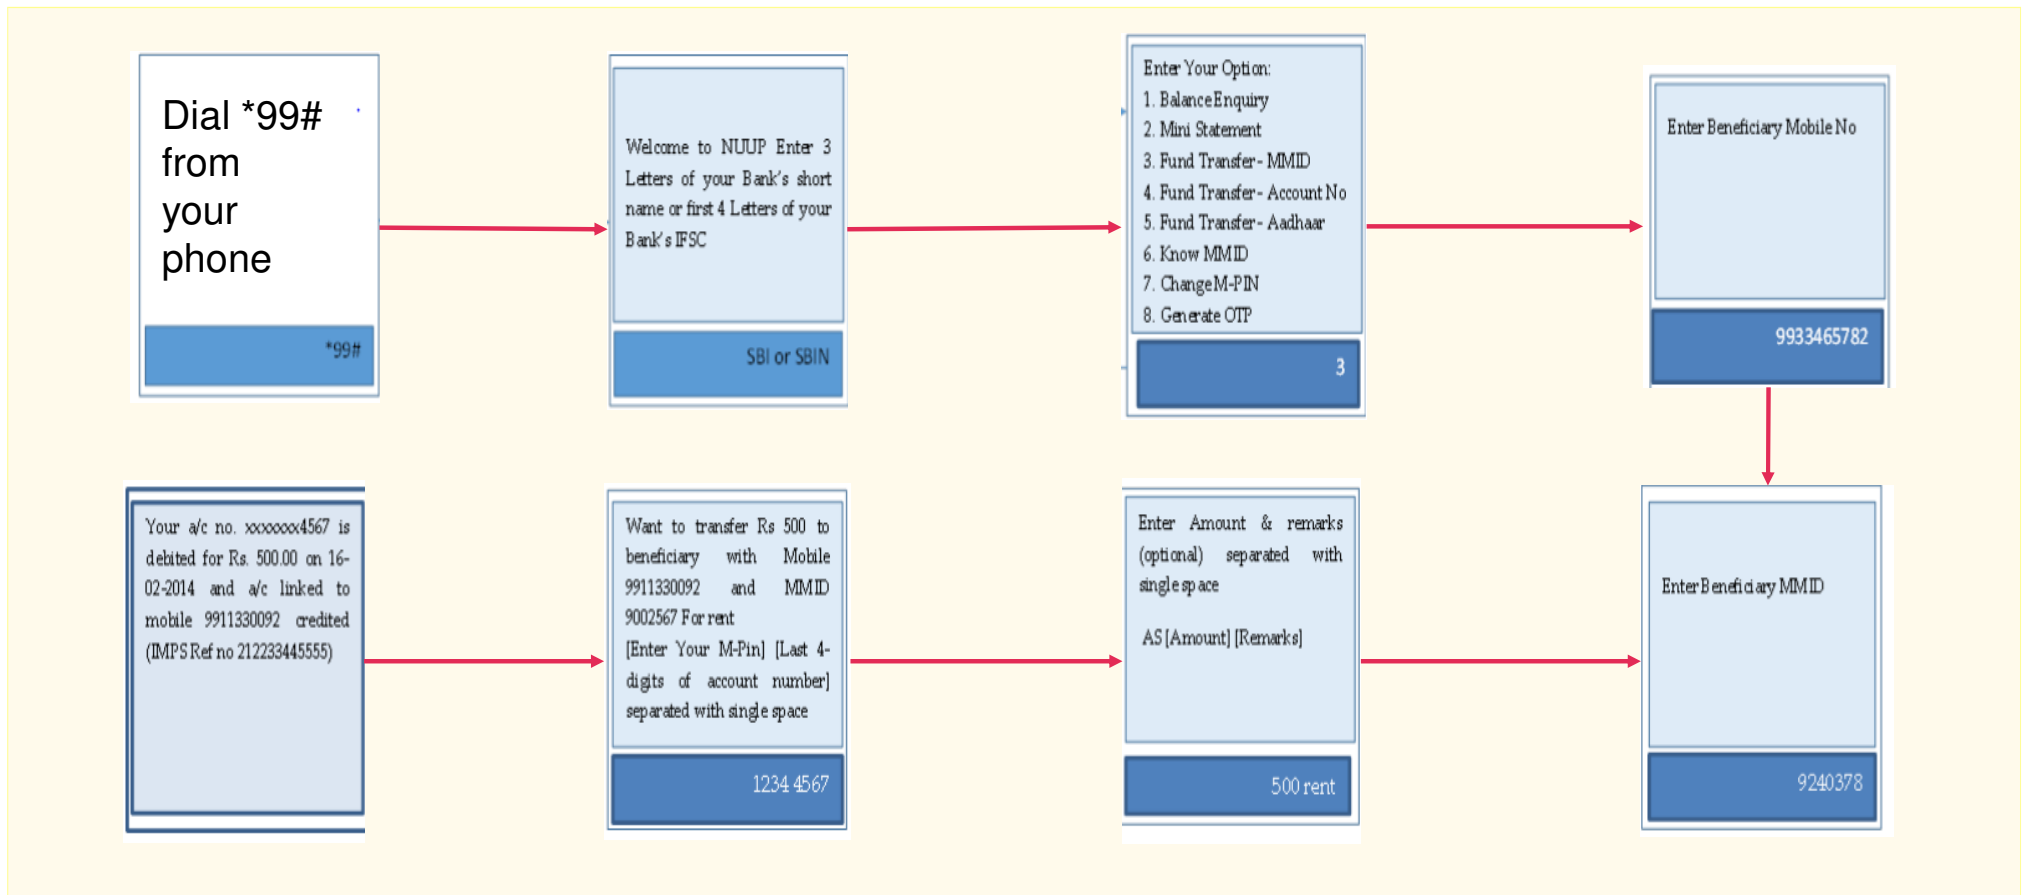 Dial *99#
from
your
phone
*99#
Welcome to NUUP Enter 3
Letters of your Bank's short
name or first 4 Letters of your
Bank's IFSC
SBI or SBIN
Enter Your Option:
1. Balance Enquiry
2. Mini Statement
3. Fund Transfer- MMID
4. Fund Transfer- Account No
5. Fund Transfer- Aadhaar
6. Know MMID
7. Change M-PIN
8. Generate OTP
3
Enter Beneficiary Mobile No
9933465782
Your a/c no. xxxxxxx4567 is
debited for Rs. 500.00 on 16-
02-2014 and a/c linked to
mobile 9911330092 credited
(IMPS Ref no 212233445555)
Want to transfer Rs 500 to
beneficiary with Mobile
9911330092 and MMID
9002567 For rent
[Enter Your M-Pin] [Last 4-
digits of account number]
separated with single space
1234 4567
Enter Amount & remarks
(optional) separated with
single space
AS [Amount] [Remarks]
500 rent
Enter Beneficiary MMID
9240378